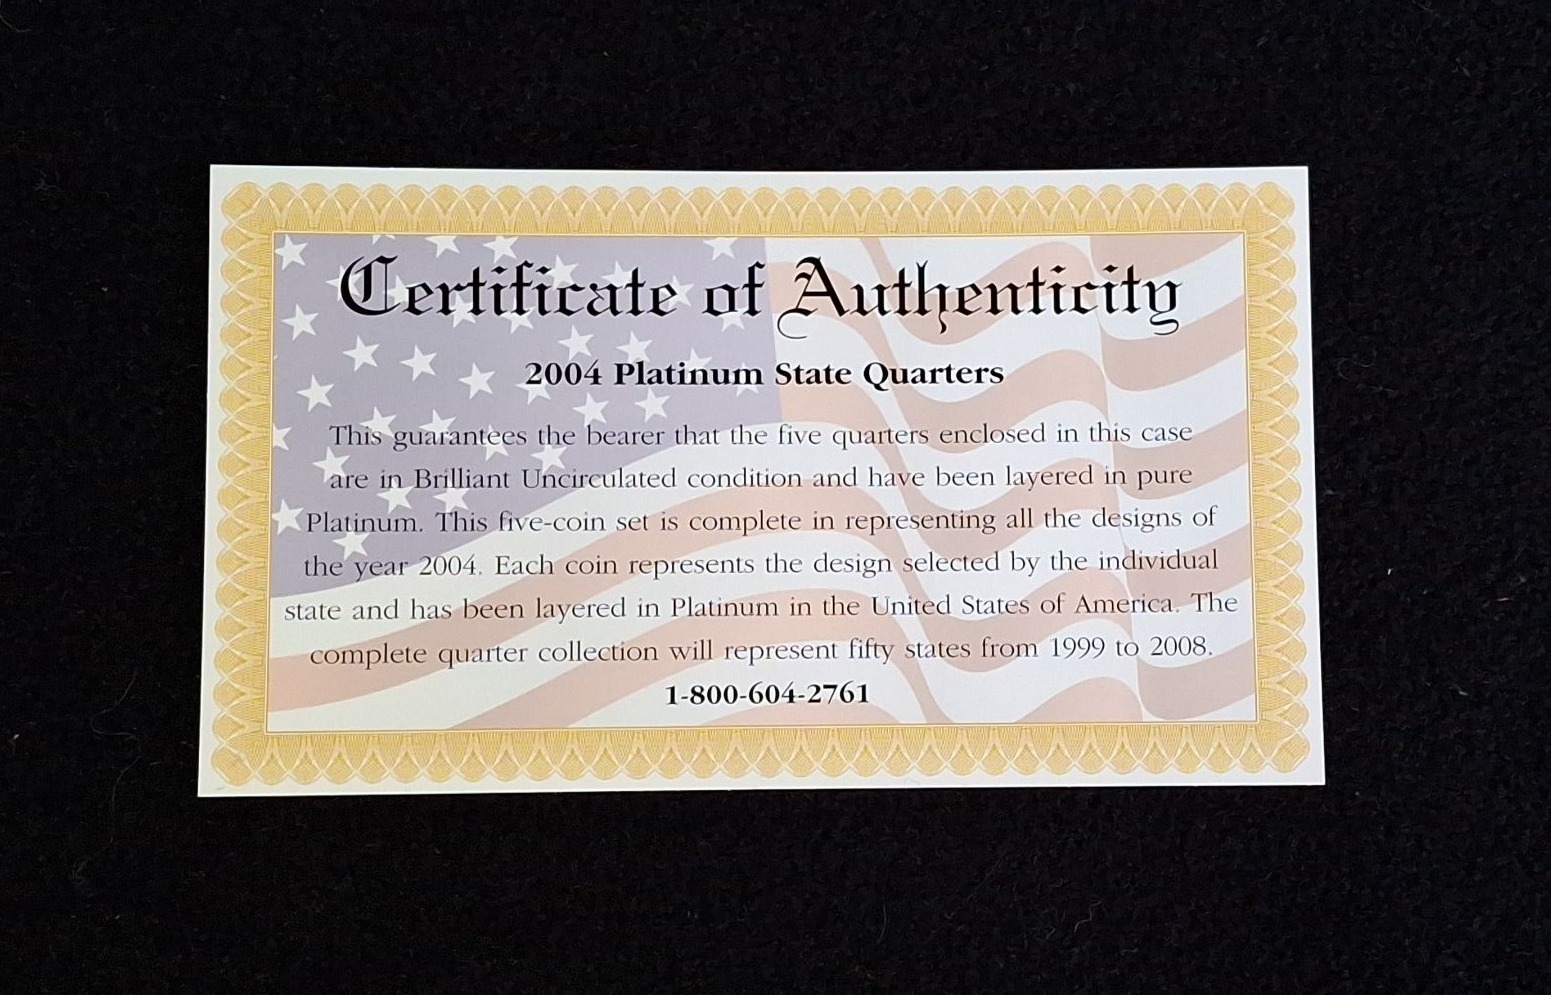 Certificate of Authenticity
2004 Platinum State Quarters
This guarantees the bearer that the five quarters enclosed in this case
are in Brilliant Uncirculated condition and have been layered in pure
Platinum. This five-coin set is complete in representing all the designs of
the year 2004. Each coin represents the design selected by the individual
state and has been layered in Platinum in the United States of America. The
complete quarter collection will represent fifty states from 1999 to 2008.
1-800-604-2761